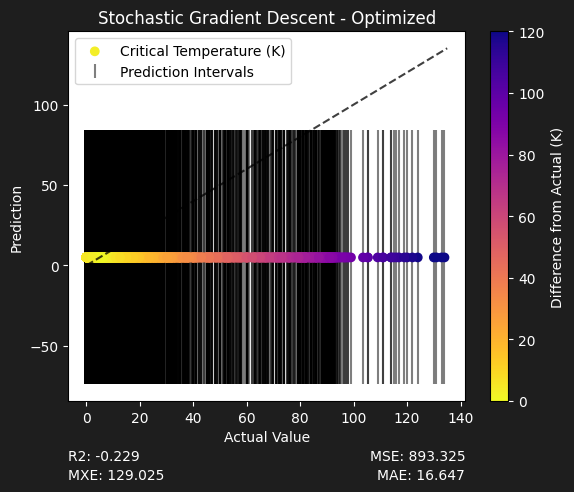 Stochastic Gradient Descent - Optimized
Critical Temperature (K)
Prediction Intervals
100
50
0
−50
Prediction
0
20
40
60
80
100
120
140
Actual Value
120
100
80
60
40
20
0
Difference from Actual (K)
R2: -0.229
MSE: 893.325
MXE: 129.025
MAE: 16.647